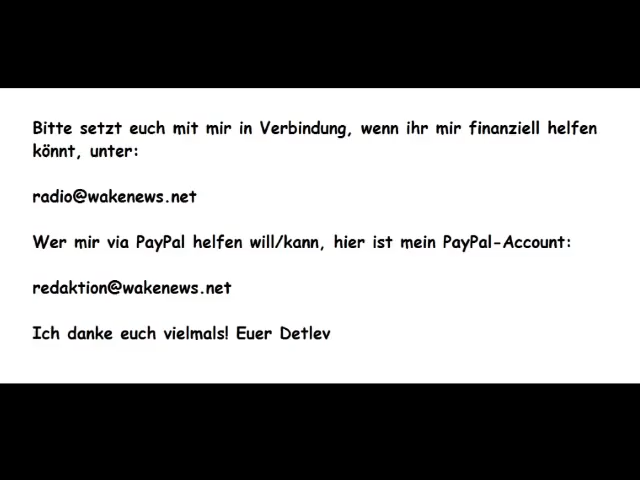 Bitte setzt euch mit mir in Verbindung, wenn ihr mir finanziell helfen
könnt, unter:
radio@wakenews.net
Wer mir via PayPal helfen will/kann, hier ist mein PayPal-Account:
redaktion@wakenews.net
Ich danke euch vielmals! Euer Detlev